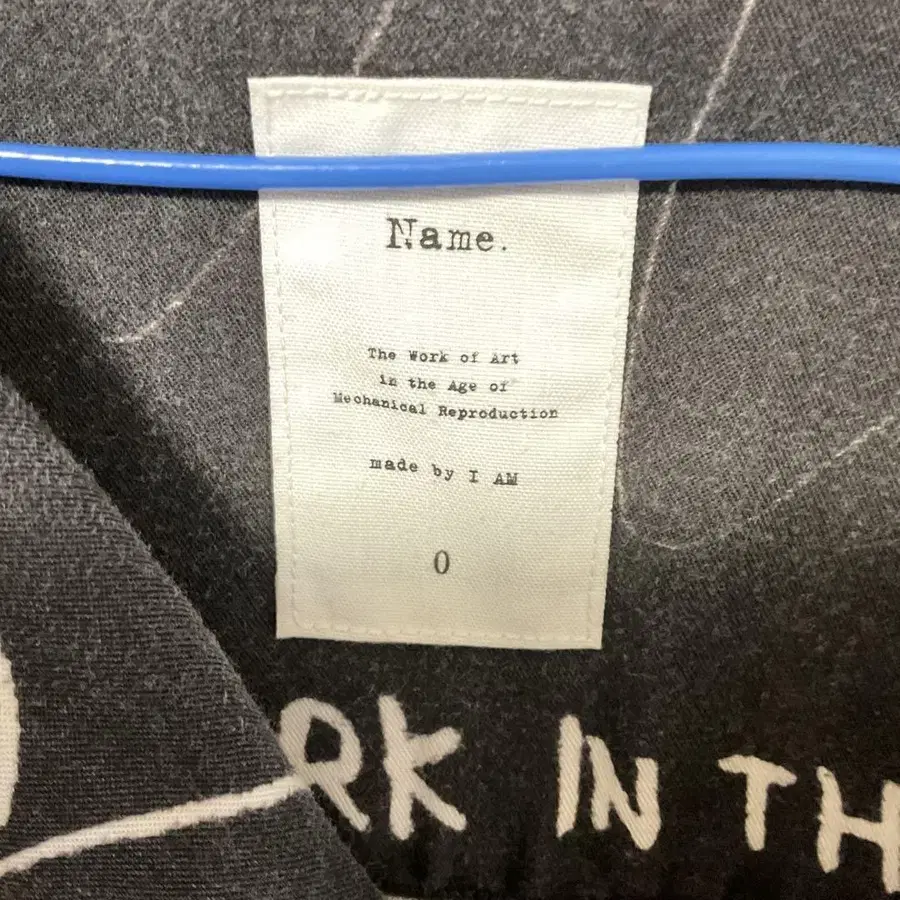 Name.
The Work of Art
in the Age of
Mechanical Reproduction
made by I AM
0
RK IN TH